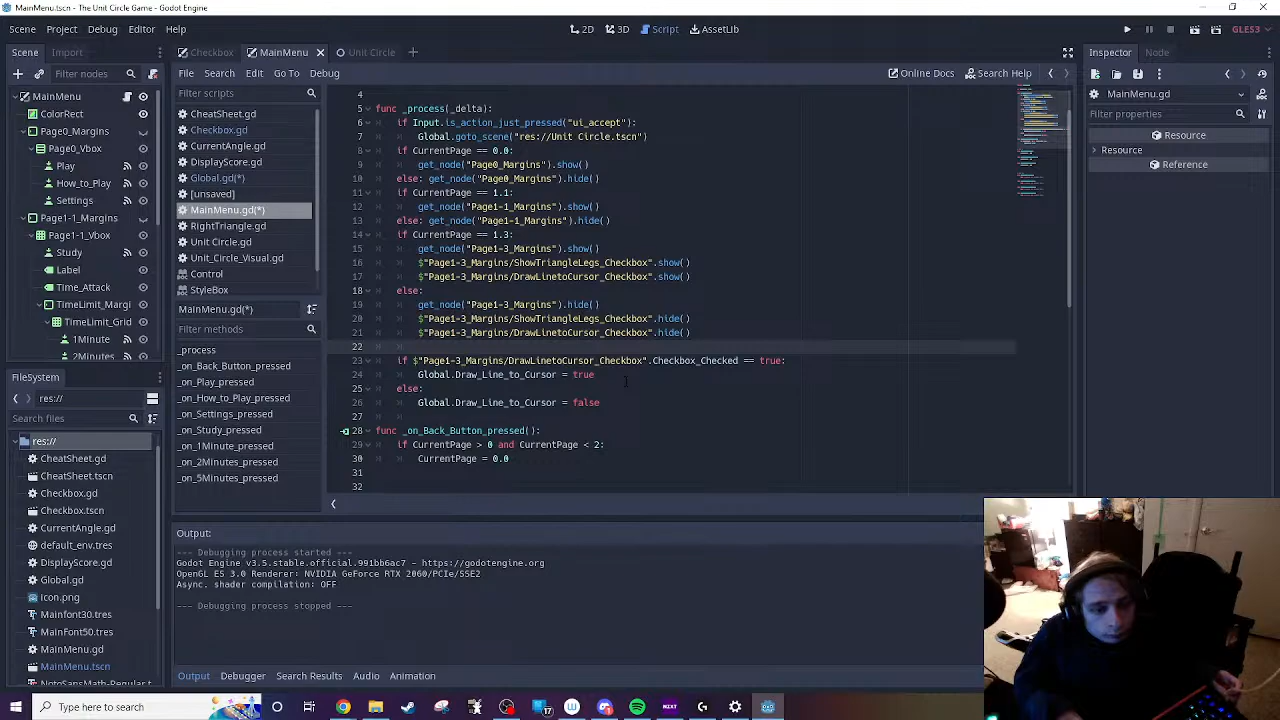 MainMenu.tscn - The Unit Circle Game - Godot Engine
Scene Project Debug Editor Help
2D 3D Script AssetLib
GLES3
Scene Import
Checkbox MainMenu Unit Circle
Inspector Node
Filter nodes
File Search Edit Go To Debug
Online Docs Search Help
MainMenu
ColorRect
Page0_Margins
Page0_Vbox
Play
How_to_Play
Settings
Page1-1_Margins
Page1-1_Vbox
Study
Label
Time_Attack
TimeLimit_Margi
TimeLimit_Grid
1Minute
2Minutes
Filter scripts
CheatSheet.gd
Checkbox.gd
CurrentAngle.gd
DisplayScore.gd
Global.gd(*)
[unsaved]
MainMenu.gd(*)
RightTriangle.gd
Unit Circle.gd
Unit_Circle_Visual.gd
Control
StyleBox
MainMenu.gd(*)
Filter methods
_process
_on_Back_Button_pressed
_on_Play_pressed
_on_How_to_Play_pressed
_on_Settings_pressed
_on_Study_pressed
_on_1Minute_pressed
_on_2Minutes_pressed
_on_5Minutes_pressed
4
5 func _process(_delta):
6 if Input.is_action_just_pressed("ui_accept"):
7 Global.goto_scene("res://Unit Circle.tscn")
8 if CurrentPage == 0.0:
9 get_node("Page0_Margins").show()
10 else: get_node("Page0_Margins").hide()
11 if CurrentPage == 1.1:
12 get_node("Page1-1_Margins").show()
13 else: get_node("Page1-1_Margins").hide()
14 if CurrentPage == 1.3:
15 get_node("Page1-3_Margins").show()
16 $"Page1-3_Margins/ShowTriangleLegs_Checkbox".show()
17 $"Page1-3_Margins/DrawLinetoCursor_Checkbox".show()
18 else:
19 get_node("Page1-3_Margins").hide()
20 $"Page1-3_Margins/ShowTriangleLegs_Checkbox".hide()
21 $"Page1-3_Margins/DrawLinetoCursor_Checkbox".hide()
22
23 if $"Page1-3_Margins/DrawLinetoCursor_Checkbox".Checkbox_Checked == true:
24 Global.Draw_Line_to_Cursor = true
25 else:
26 Global.Draw_Line_to_Cursor = false
27
28 func _on_Back_Button_pressed():
29 if CurrentPage > 0 and CurrentPage < 2:
30 CurrentPage = 0.0
31
32
MainMenu.gd
Filter properties
Resource
Resource
Reference
FileSystem
res://
Search files
res://
CheatSheet.gd
CheatSheet.tscn
Checkbox.gd
Checkbox.tscn
CurrentAngle.gd
default_env.tres
DisplayScore.gd
Global.gd
Icon.png
MainFont30.tres
MainFont50.tres
MainMenu.gd
MainMenu.tscn
NotoSansMath-Regular.t
Output:
--- Debugging process started ---
Godot Engine v3.5.stable.official.991bb6ac7 - https://godotengine.org
OpenGL ES 3.0 Renderer: NVIDIA GeForce RTX 2060/PCIe/SSE2
Async. shader compilation: OFF
--- Debugging process stopped ---
Output Debugger Search Results Audio Animation
Type here to search